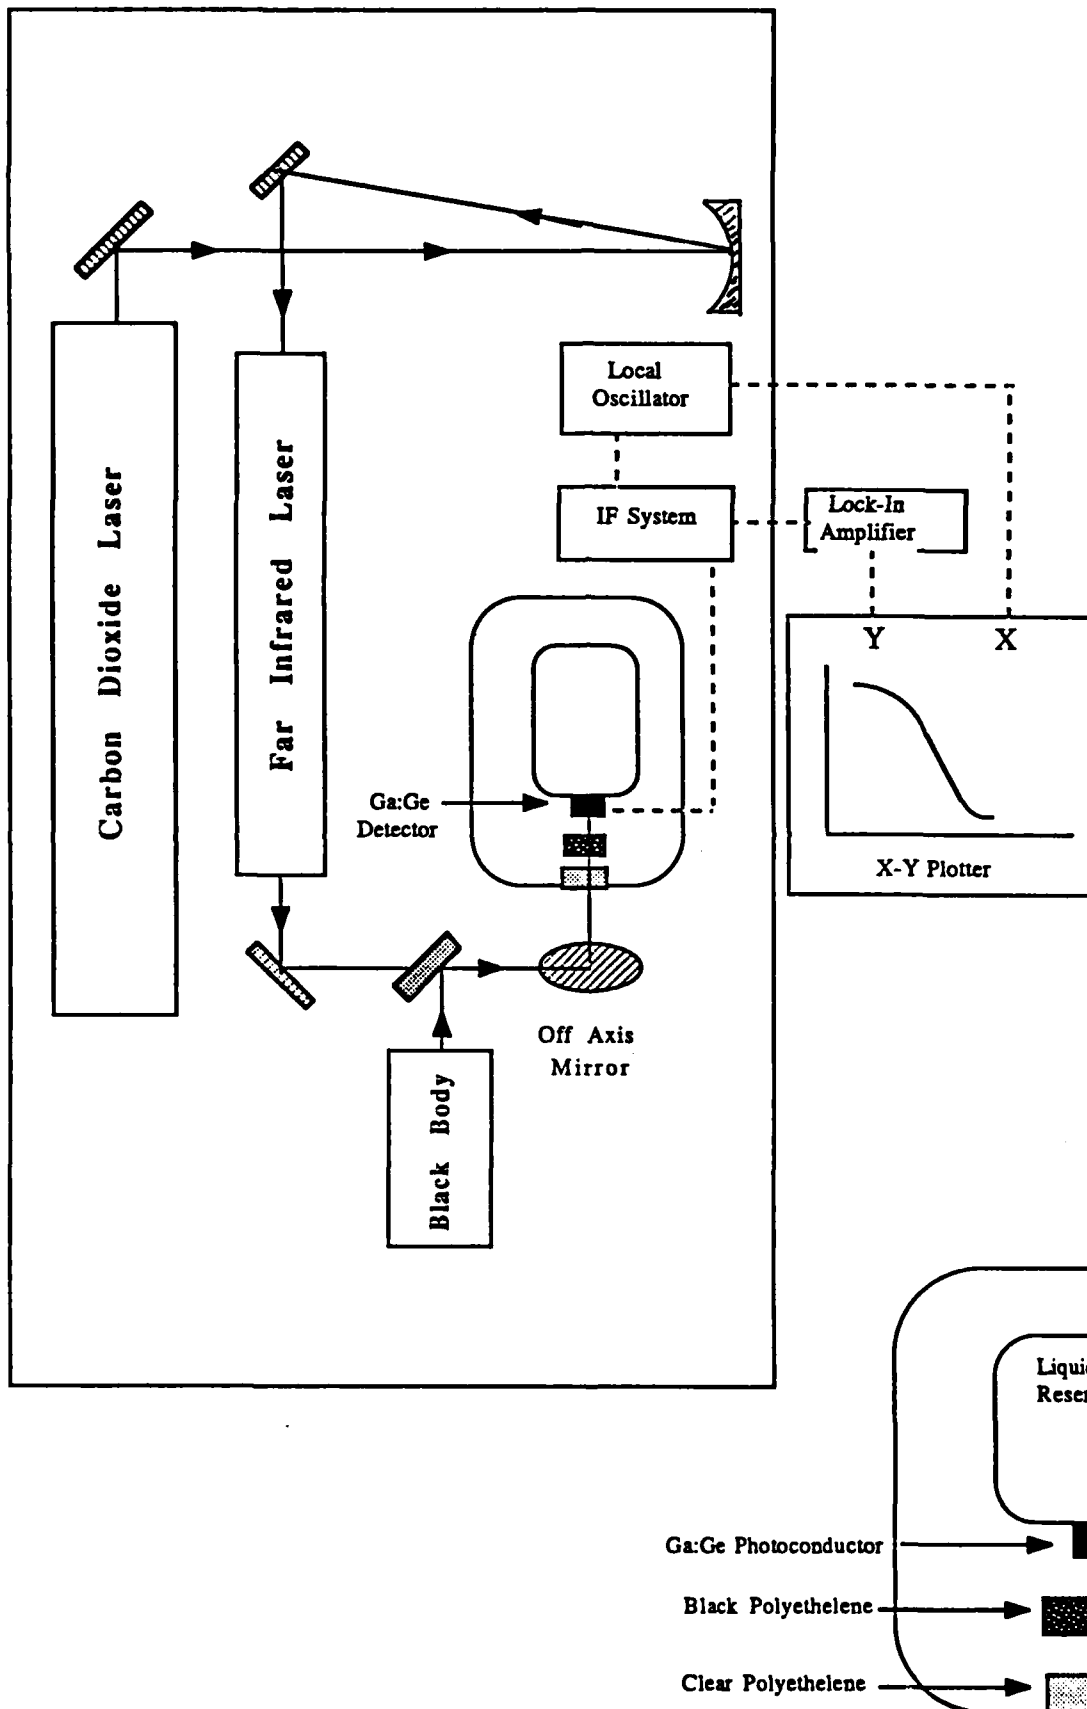 Local
Oscillator
IF System
Lock-In
Amplifier
Y
X
X-Y Plotter
Carbon Dioxide Laser
Far Infrared Laser
Ga:Ge
Detector
Off Axis
Mirror
Black Body
Ga:Ge Photoconductor
Black Polyethelene
Clear Polyethelene